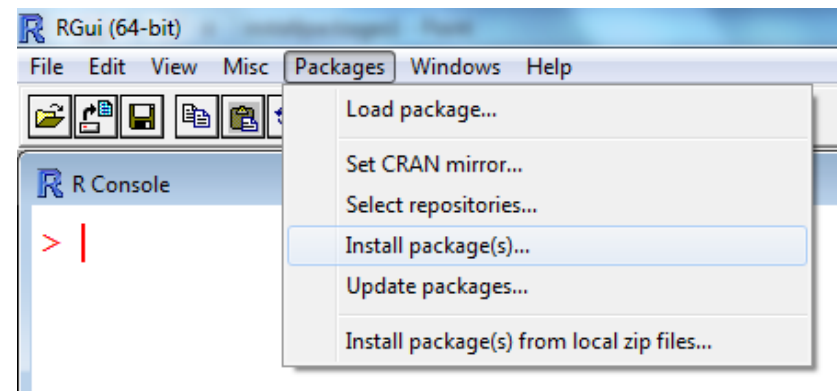 RGui (64-bit)
File Edit View Misc Packages Windows Help
Load package...
Set CRAN mirror...
Select repositories...
Install package(s)...
Update packages...
Install package(s) from local zip files...
R Console
>